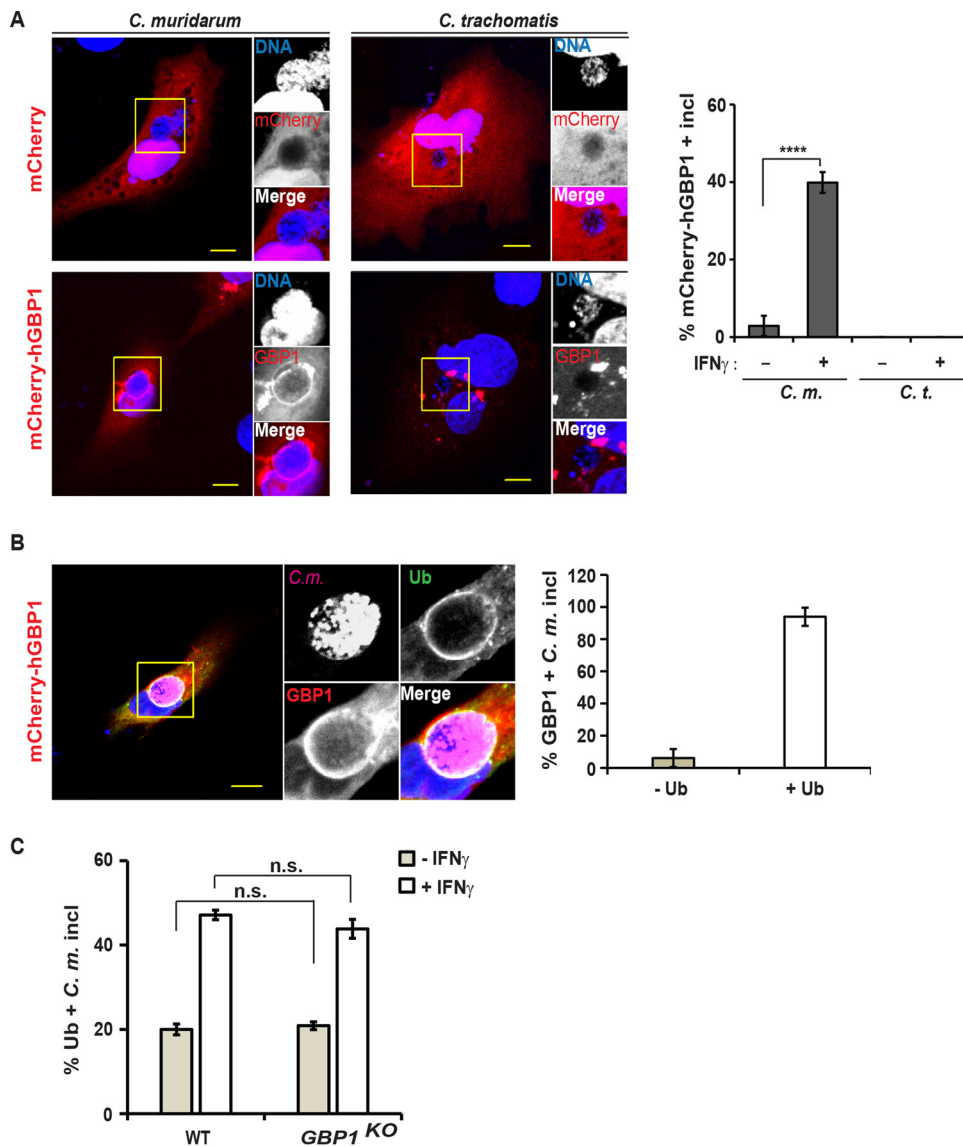 A
C. muridarum
C. trachomatis
mCherry
DNA
mCherry
Merge
DNA
mCherry
Merge
mCherry-hGBP1
DNA
GBP1
Merge
DNA
GBP1
Merge
% mCherry-hGBP1 + incl
60
40
20
0
****
IFNγ : – + – +
C. m. C. t.
B
mCherry-hGBP1
C.m. Ub
GBP1 Merge
% GBP1 + C. m. incl
120
100
80
60
40
20
0
- Ub + Ub
C
% Ub + C. m. incl
60
40
20
0
n.s.
n.s.
- IFNγ
+ IFNγ
WT GBP1 KO